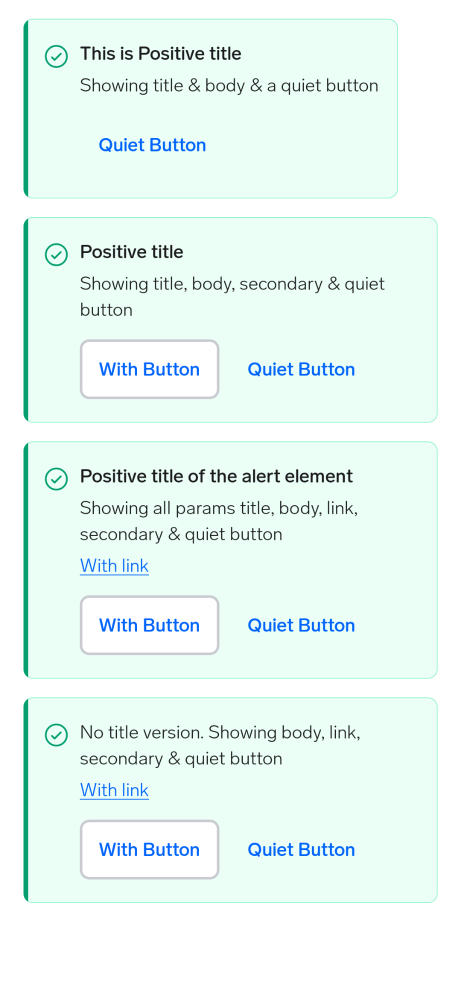 This is Positive title
Showing title & body & a quiet button
Quiet Button
Positive title
Showing title, body, secondary & quiet
button
With Button
Quiet Button
Positive title of the alert element
Showing all params title, body, link,
secondary & quiet button
With link
With Button
Quiet Button
No title version. Showing body, link,
secondary & quiet button
With link
With Button
Quiet Button